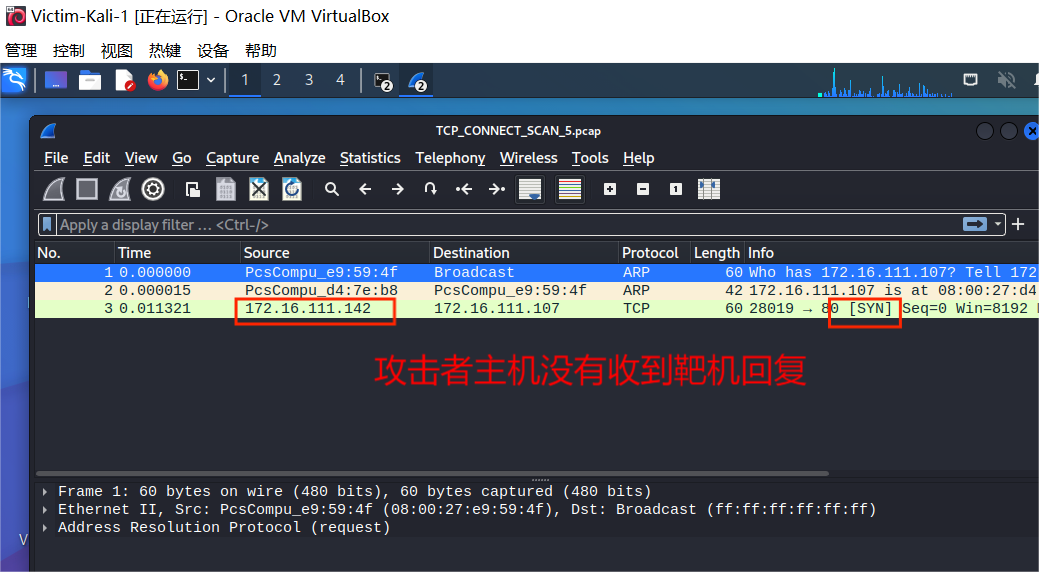 Victim-Kali-1 [正在运行] - Oracle VM VirtualBox
管理 控制 视图 热键 设备 帮助
1 2 3 4 2 2
TCP_CONNECT_SCAN_5.pcap
File Edit View Go Capture Analyze Statistics Telephony Wireless Tools Help
Apply a display filter … <Ctrl-/>
No. Time Source Destination Protocol Length Info
1 0.000000 PcsCompu_e9:59:4f Broadcast ARP 60 Who has 172.16.111.107? Tell 172
2 0.000015 PcsCompu_d4:7e:b8 PcsCompu_e9:59:4f ARP 42 172.16.111.107 is at 08:00:27:d4
3 0.011321 172.16.111.142 172.16.111.107 TCP 60 28019 → 80 [SYN] Seq=0 Win=8192
攻击者主机没有收到靶机回复
Frame 1: 60 bytes on wire (480 bits), 60 bytes captured (480 bits)
Ethernet II, Src: PcsCompu_e9:59:4f (08:00:27:e9:59:4f), Dst: Broadcast (ff:ff:ff:ff:ff:ff)
Address Resolution Protocol (request)
V